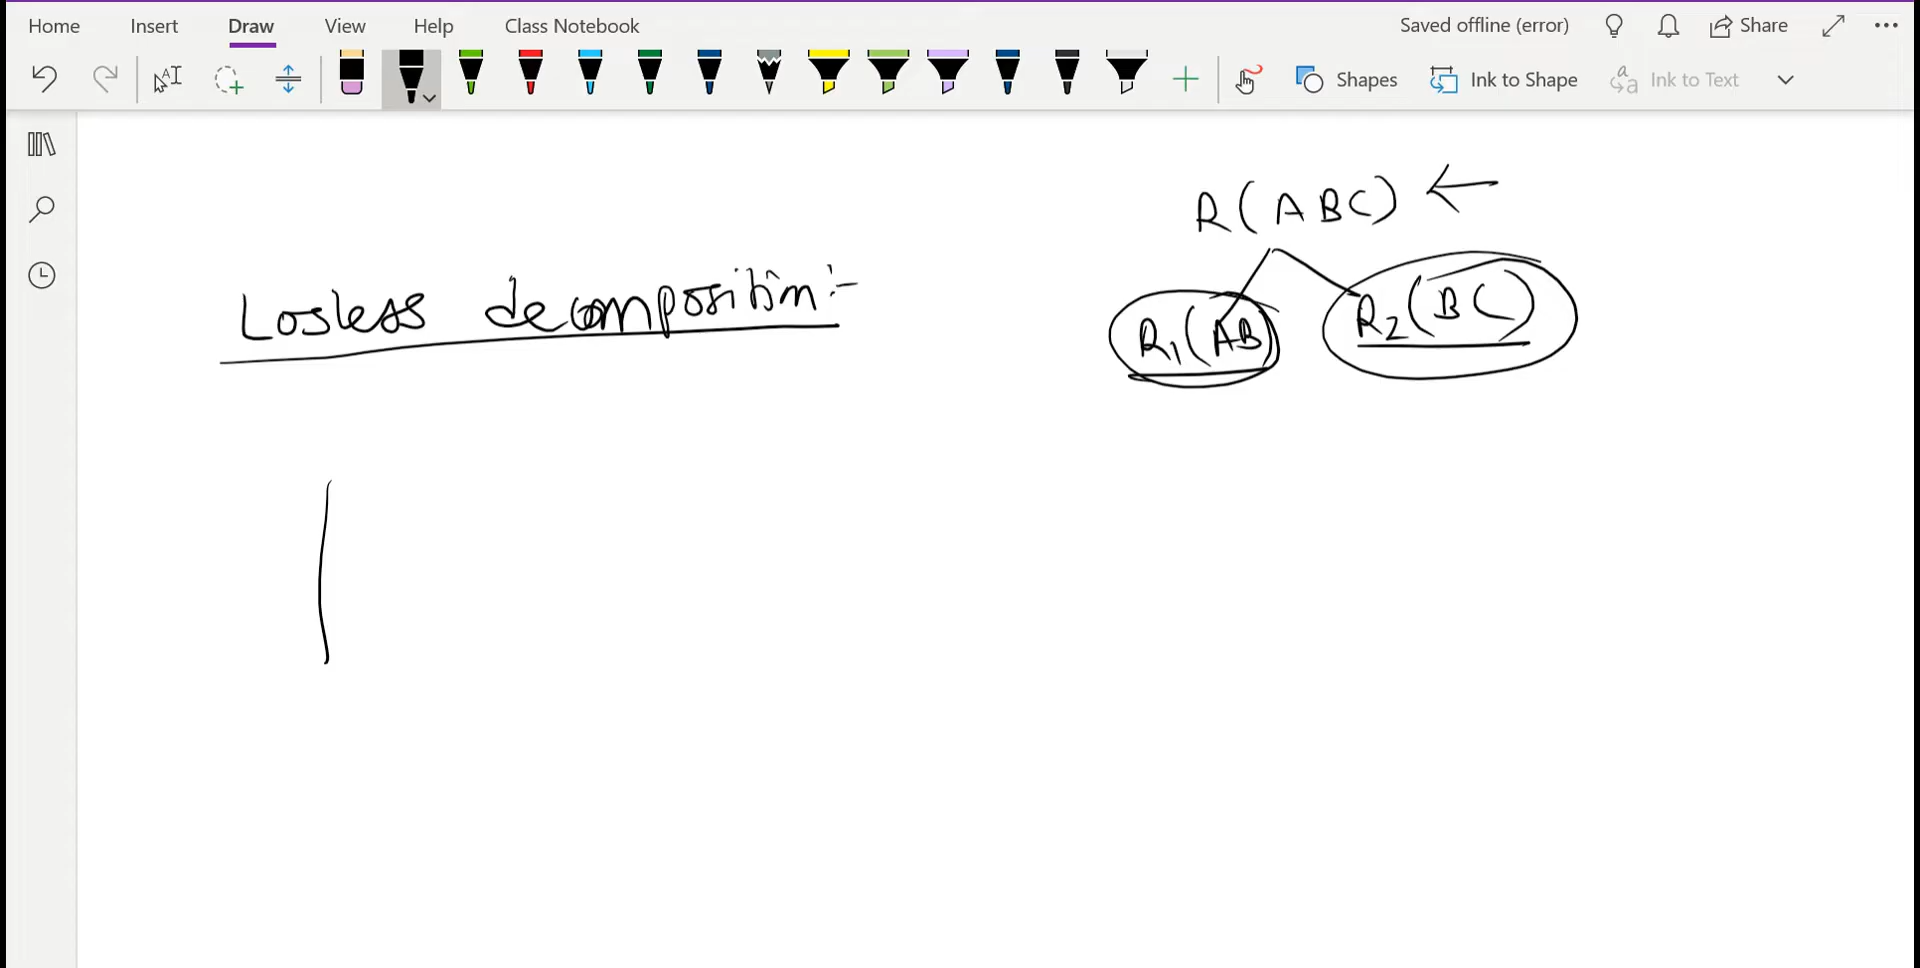 Home Insert Draw View Help Class Notebook Saved offline (error) Share
Shapes Ink to Shape Ink to Text
R(ABC) ←
Losless decomposition :-
R1(AB) R2(BC)